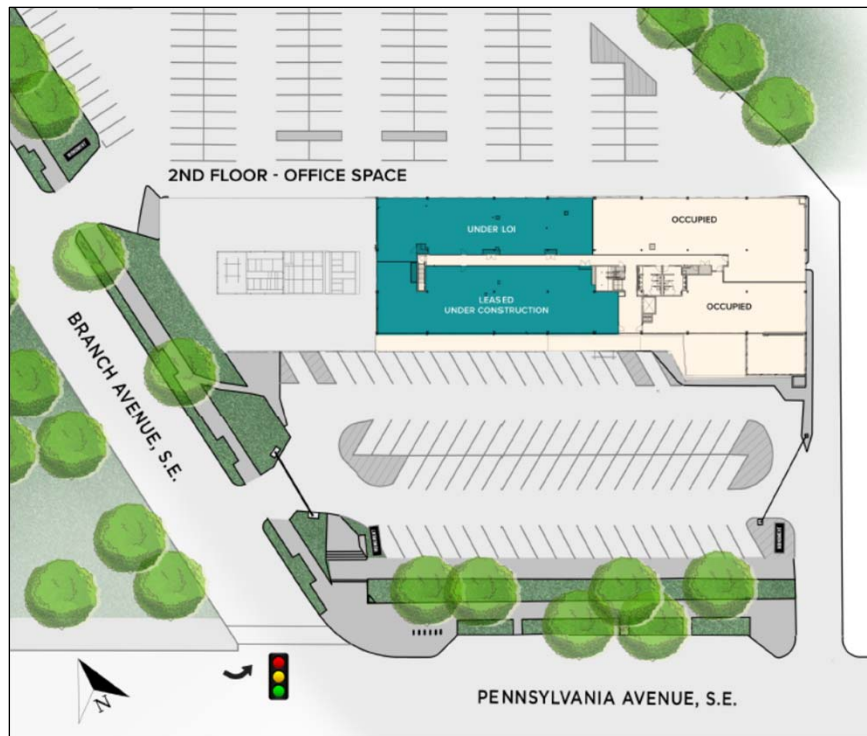 2ND FLOOR - OFFICE SPACE
UNDER LOI
OCCUPIED
LEASED
UNDER CONSTRUCTION
OCCUPIED
BRANCH AVENUE, S.E.
N
PENNSYLVANIA AVENUE, S.E.